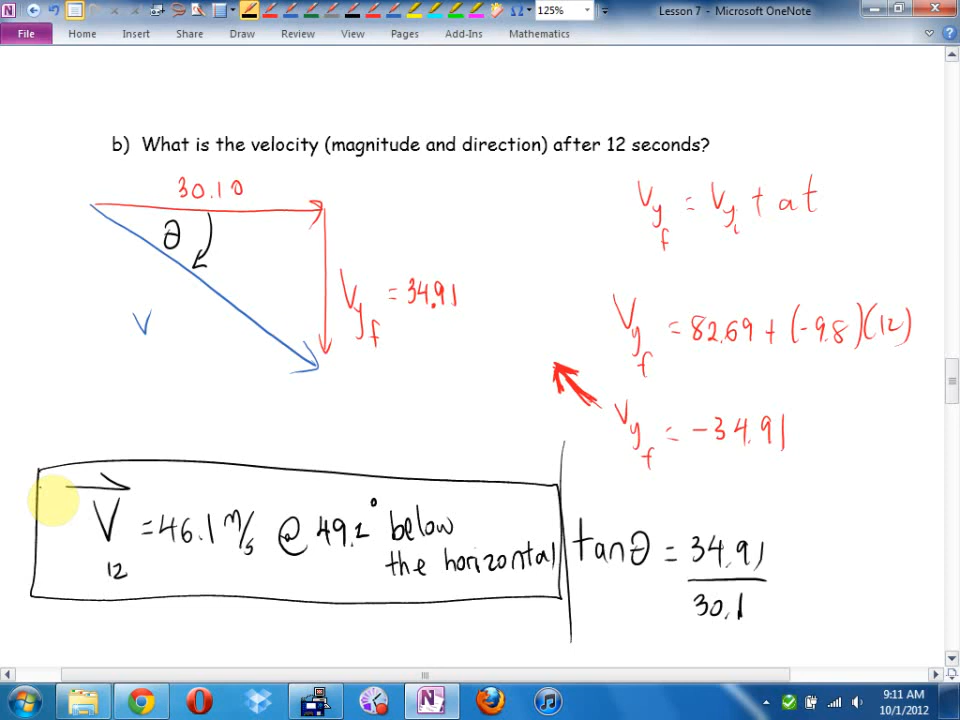 125%
Lesson 7 - Microsoft OneNote
File Home Insert Share Draw Review View Pages Add-Ins Mathematics
b) What is the velocity (magnitude and direction) after 12 seconds?
30.10
θ
V
Vyf = 34.91
Vyf = Vyi + at
Vyf = 82.69 + (-9.8)(12)
Vyf = -34.91
V12 = 46.1 m/s @ 49.2° below
the horizontal
tanθ = 34.91
30.1
9:11 AM
10/1/2012